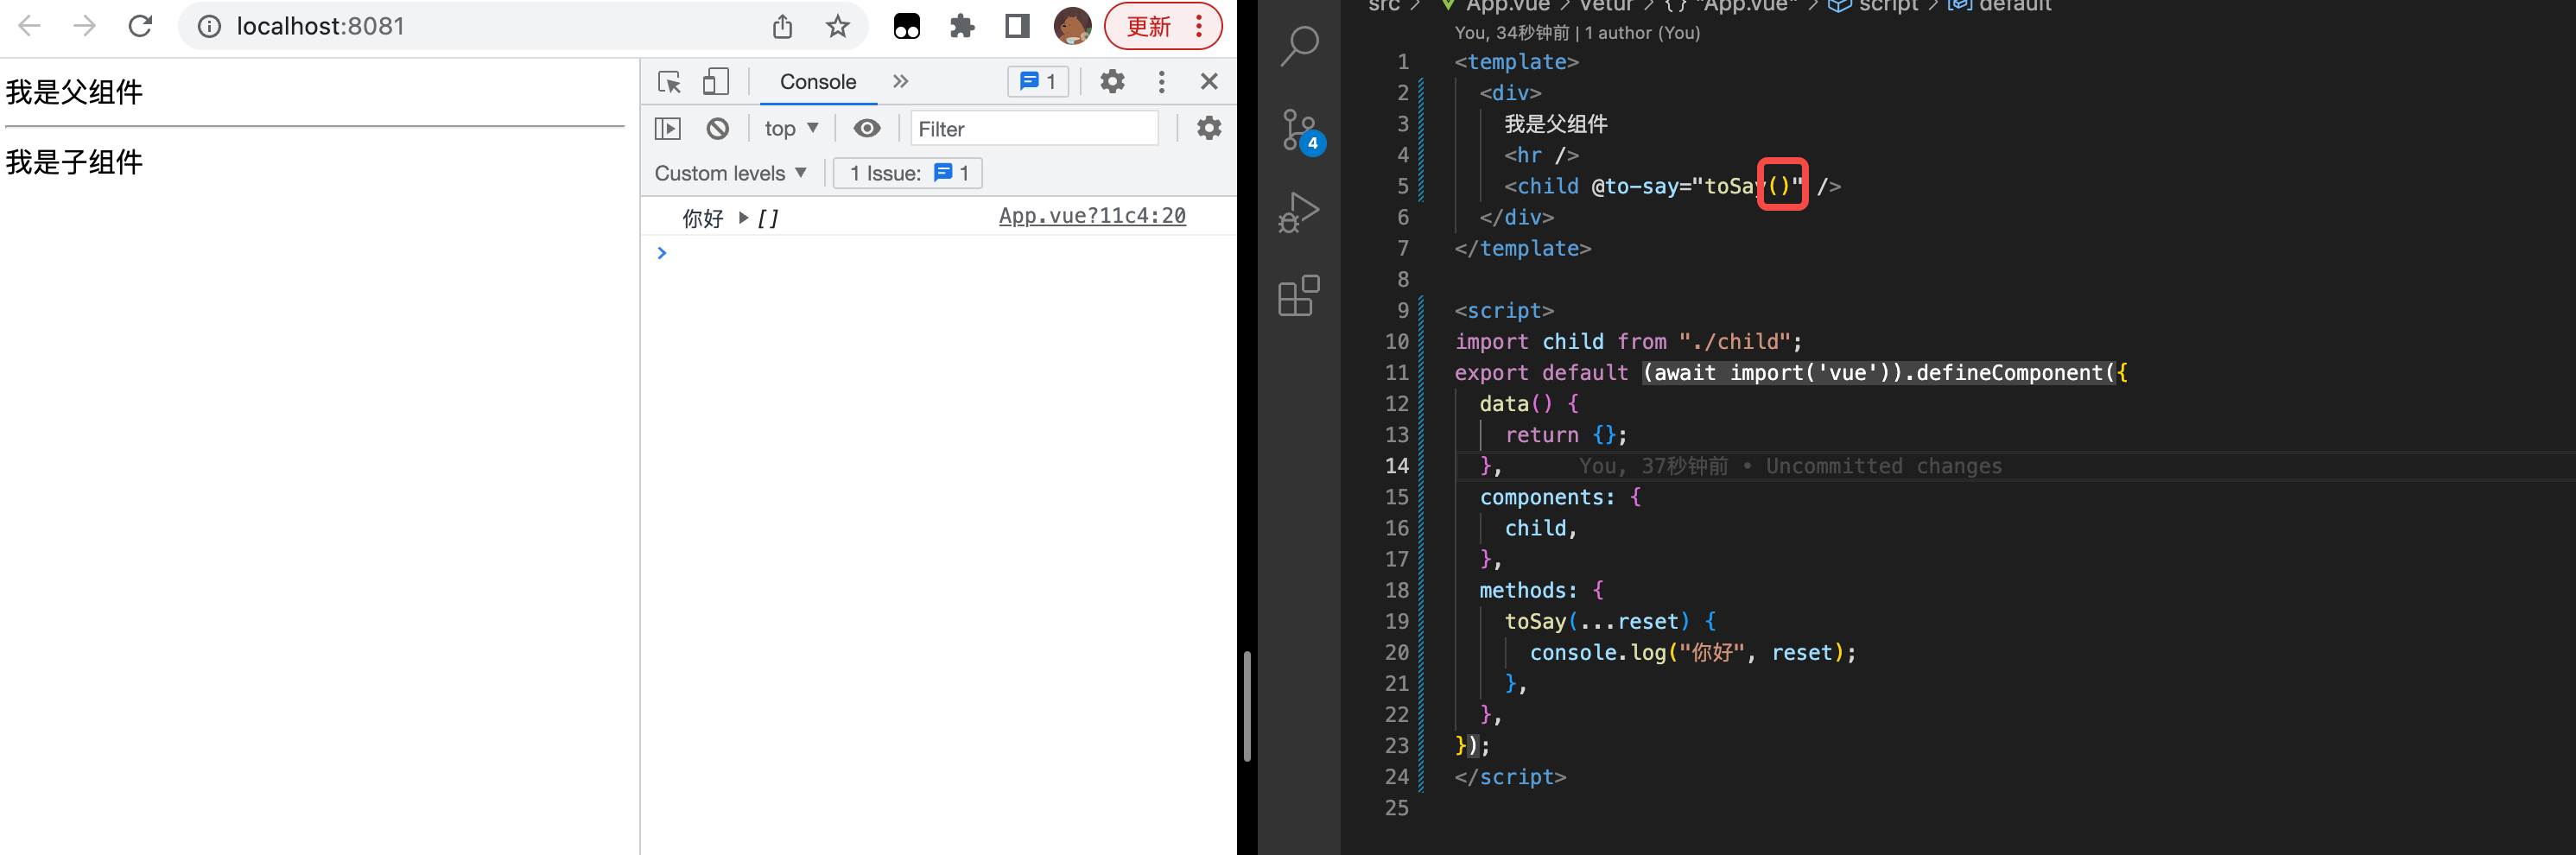 localhost:8081
更新
我是父组件
我是子组件
Console
1
top
Filter
Custom levels
1 Issue: 1
你好 [] App.vue?11c4:20
src > App.vue > Vetur > {} "App.vue" > script > default
You, 34秒钟前 | 1 author (You)
4
1 <template>
2 <div>
3 我是父组件
4 <hr />
5 <child @to-say="toSay()" />
6 </div>
7 </template>
8
9 <script>
10 import child from "./child";
11 export default (await import('vue')).defineComponent({
12 data() {
13 return {};
14 }, You, 37秒钟前 • Uncommitted changes
15 components: {
16 child,
17 },
18 methods: {
19 toSay(...reset) {
20 console.log("你好", reset);
21 },
22 },
23 });
24 </script>
25